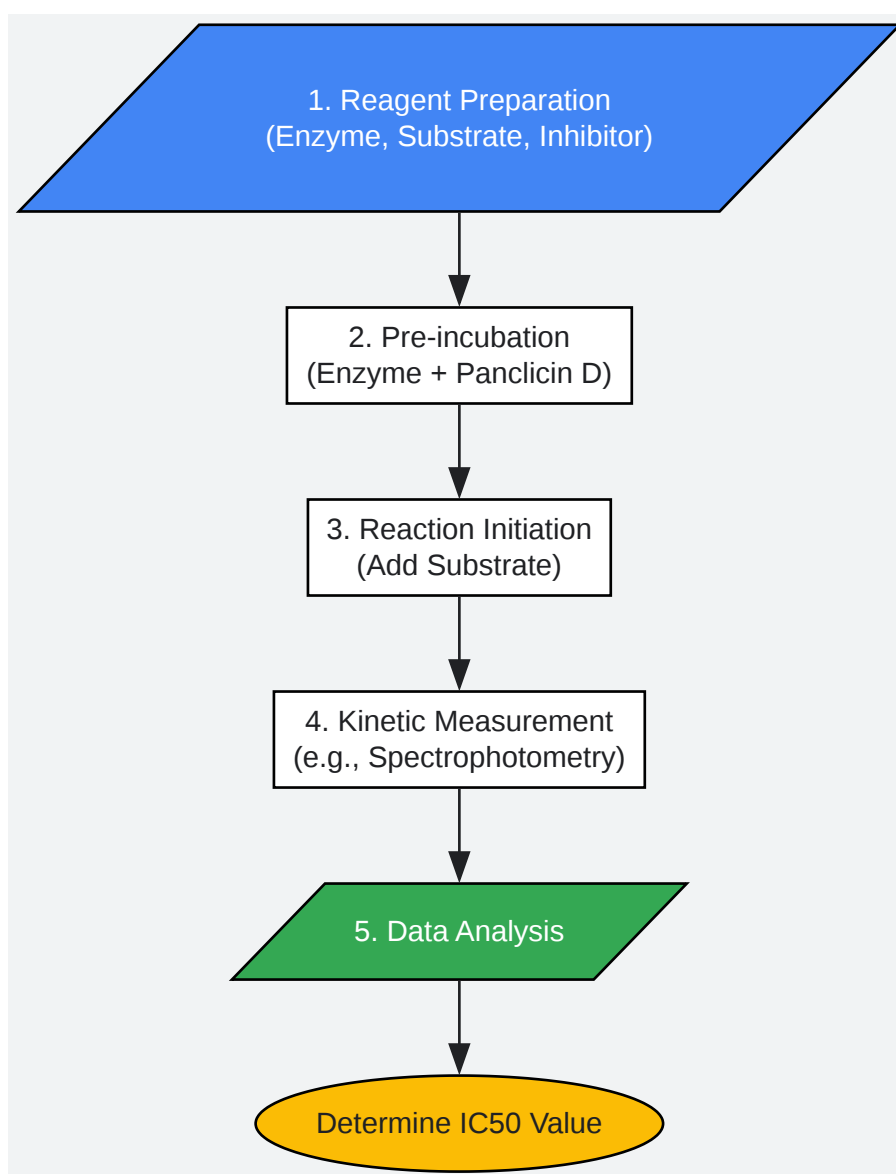 1. Reagent Preparation
(Enzyme, Substrate, Inhibitor)
2. Pre-incubation
(Enzyme + Panclicin D)
3. Reaction Initiation
(Add Substrate)
4. Kinetic Measurement
(e.g., Spectrophotometry)
5. Data Analysis
Determine IC50 Value